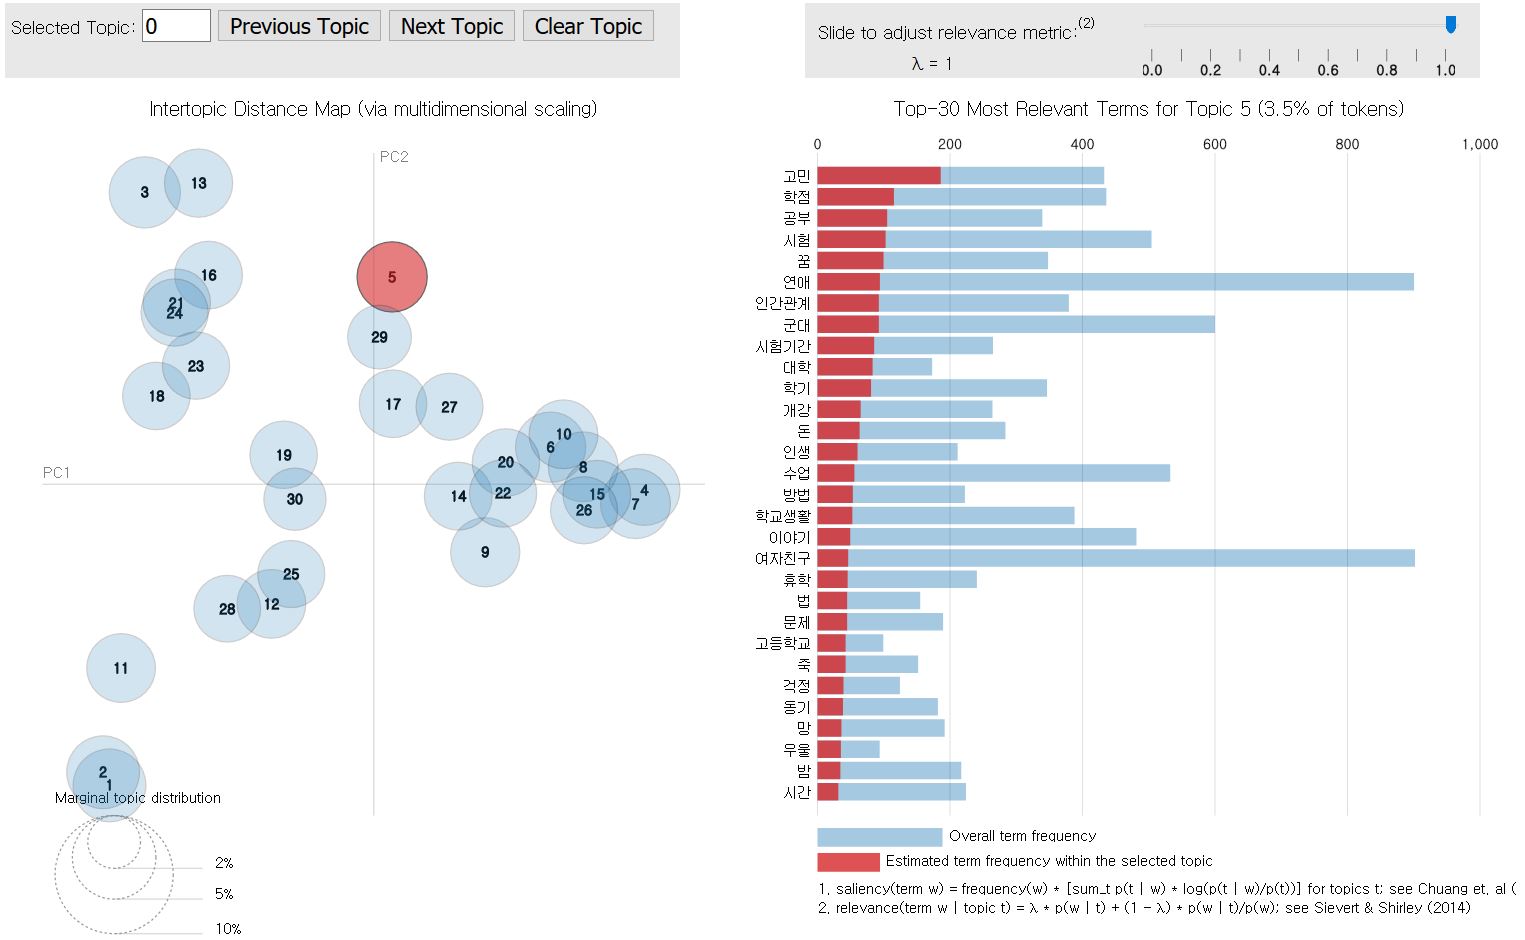 Selected Topic: 0 Previous Topic Next Topic Clear Topic
Slide to adjust relevance metric:(2)
λ = 1
0.0 0.2 0.4 0.6 0.8 1.0
Intertopic Distance Map (via multidimensional scaling)
PC2
PC1
3
13
16
5
21
24
29
23
18
17
27
10
6
19
20
8
14
22
15
4
30
7
26
9
25
12
28
11
2
1
Marginal topic distribution
2%
5%
10%
Top-30 Most Relevant Terms for Topic 5 (3.5% of tokens)
0 200 400 600 800 1,000
고민
학점
공부
시험
꿈
연애
인간관계
군대
시험기간
대학
학기
개강
돈
인생
수업
방법
학교생활
이야기
여자친구
휴학
법
문제
고등학교
죽
걱정
동기
망
우울
밤
시간
Overall term frequency
Estimated term frequency within the selected topic
1. saliency(term w) = frequency(w) * [sum_t p(t | w) * log(p(t | w)/p(t))] for topics t; see Chuang et. al (
2. relevance(term w | topic t) = λ * p(w | t) + (1 - λ) * p(w | t)/p(w); see Sievert & Shirley (2014)